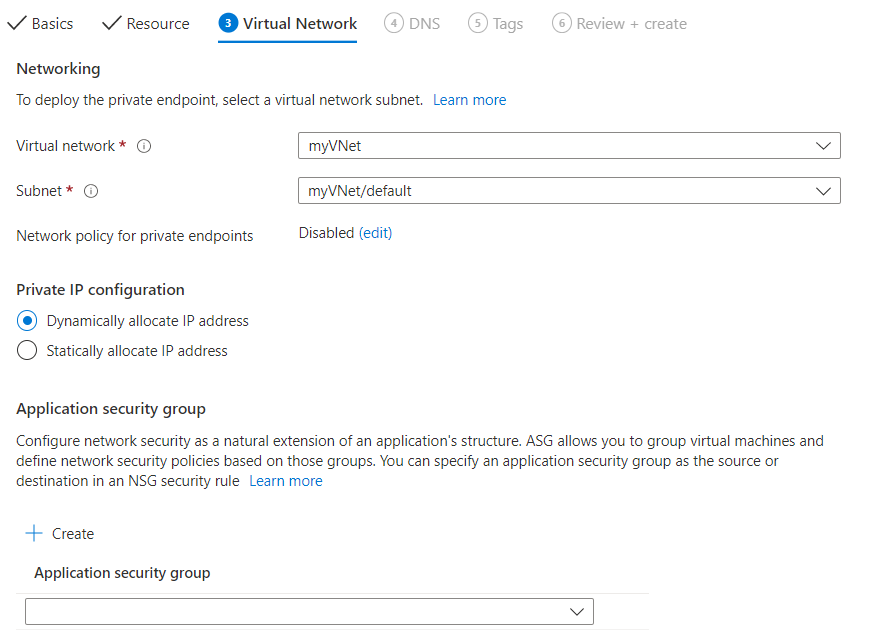 Basics Resource 3 Virtual Network 4 DNS 5 Tags 6 Review + create
Networking
To deploy the private endpoint, select a virtual network subnet. Learn more
Virtual network * i myVNet
Subnet * i myVNet/default
Network policy for private endpoints Disabled (edit)
Private IP configuration
Dynamically allocate IP address
Statically allocate IP address
Application security group
Configure network security as a natural extension of an application's structure. ASG allows you to group virtual machines and
define network security policies based on those groups. You can specify an application security group as the source or
destination in an NSG security rule Learn more
+ Create
Application security group